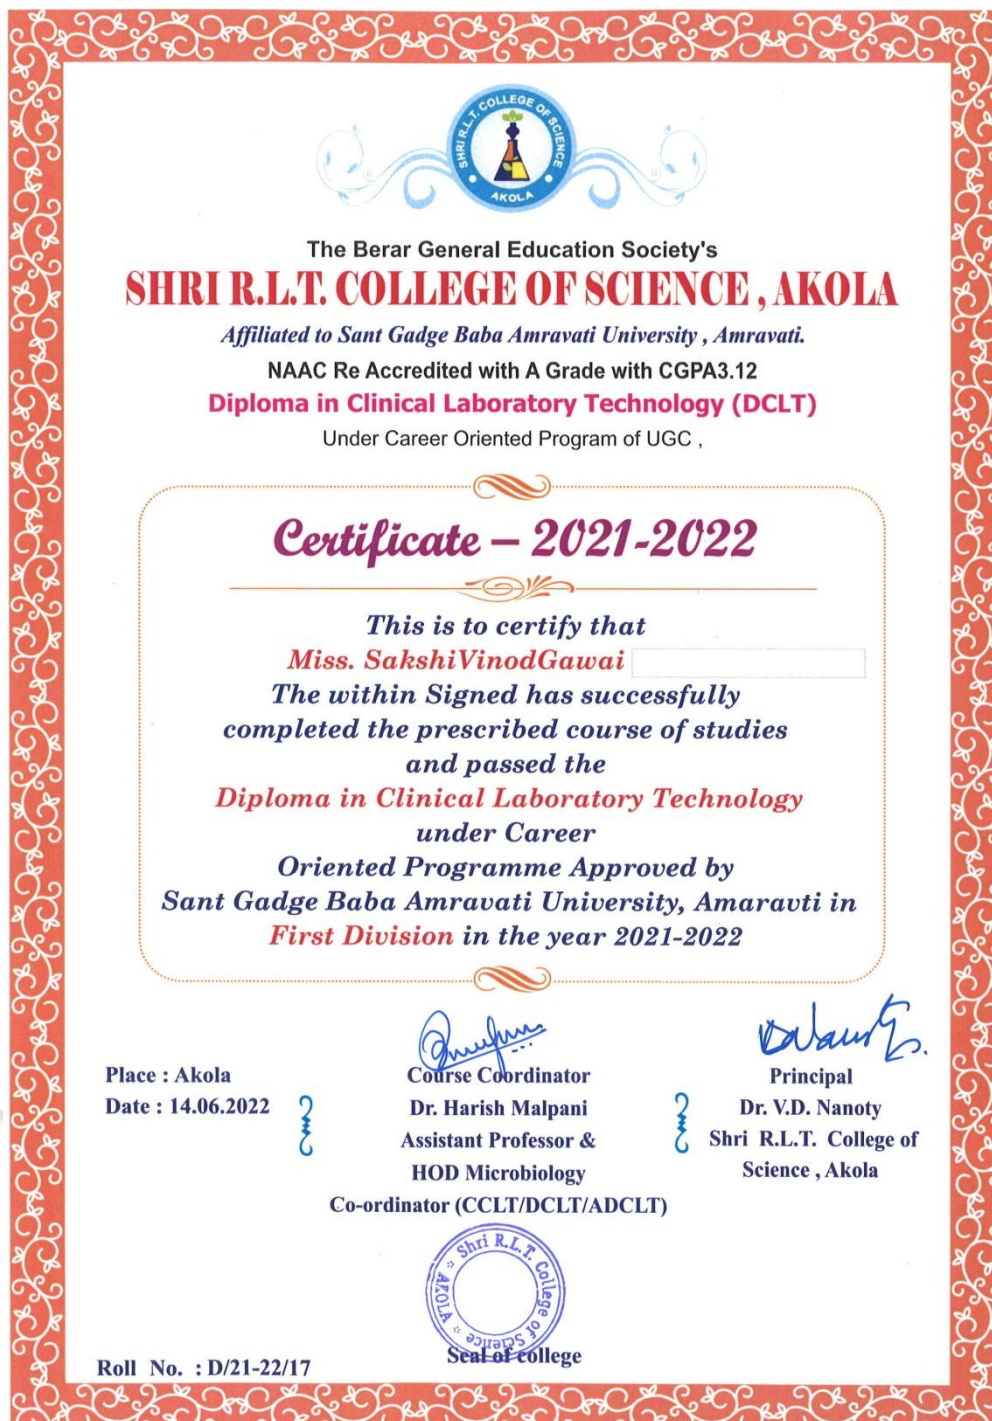 SHRI R.L.T. COLLEGE OF SCIENCE
AKOLA
The Berar General Education Society's
SHRI R.L.T. COLLEGE OF SCIENCE , AKOLA
Affiliated to Sant Gadge Baba Amravati University , Amravati.
NAAC Re Accredited with A Grade with CGPA3.12
Diploma in Clinical Laboratory Technology (DCLT)
Under Career Oriented Program of UGC ,
Certificate – 2021-2022
This is to certify that
Miss. SakshiVinodGawai
The within Signed has successfully
completed the prescribed course of studies
and passed the
Diploma in Clinical Laboratory Technology
under Career
Oriented Programme Approved by
Sant Gadge Baba Amravati University, Amaravti in
First Division in the year 2021-2022
Place : Akola
Date : 14.06.2022
Course Coordinator
Dr. Harish Malpani
Assistant Professor &
HOD Microbiology
Co-ordinator (CCLT/DCLT/ADCLT)
Principal
Dr. V.D. Nanoty
Shri R.L.T. College of
Science , Akola
Shri R.L.T. College of Science
AKOLA
Seal of college
Roll No. : D/21-22/17